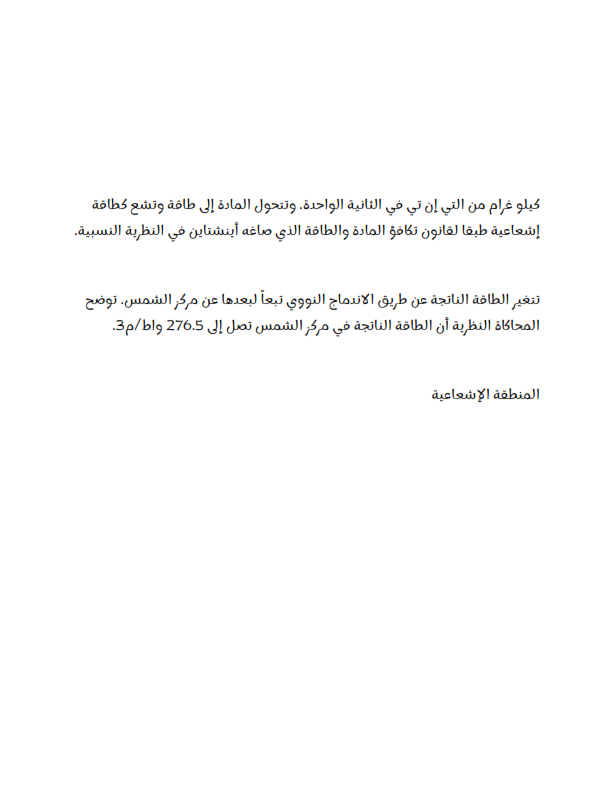 كيلو غرام من التي إن تي في الثانية الواحدة. وتتحول المادة إلى طاقة وتشع كطاقة
إشعاعية طبقا لقانون تكافؤ المادة والطاقة الذي صاغه أينشتاين في النظرية النسبية.
تتغير الطاقة الناتجة عن طريق الاندماج النووي تبعاً لبعدها عن مركز الشمس. توضح
المحاكاة النظرية أن الطاقة الناتجة في مركز الشمس تصل إلى 276.5 واط/م3.
المنطقة الإشعاعية